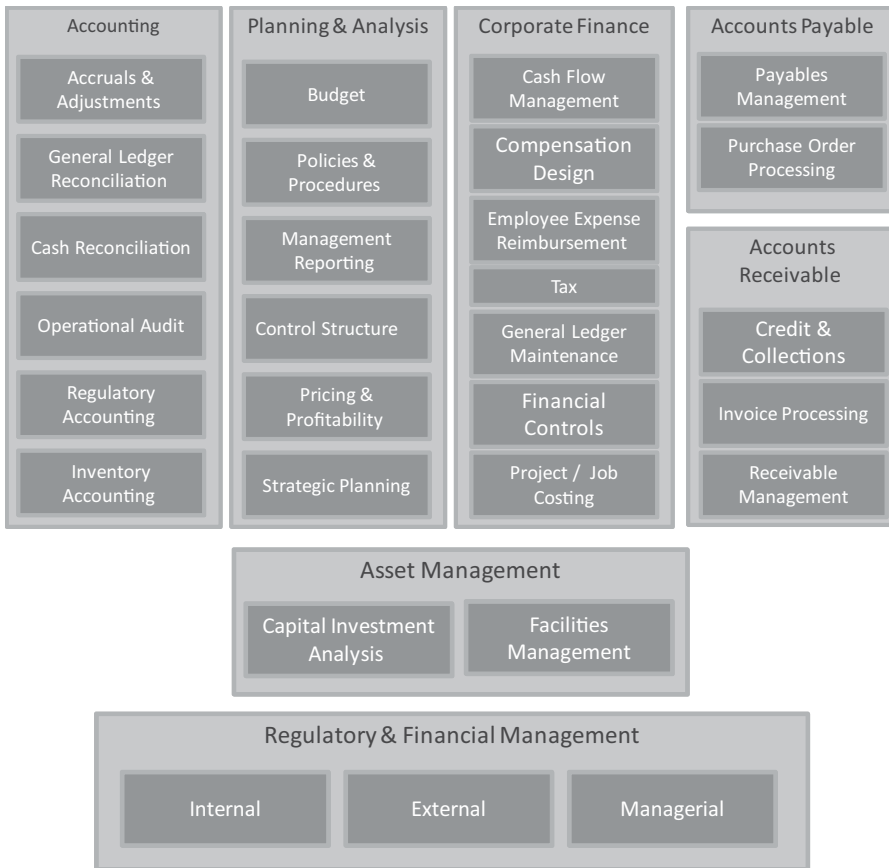 Accounting
Accruals &
Adjustments
General Ledger
Reconciliation
Cash Reconciliation
Operational Audit
Regulatory
Accounting
Inventory
Accounting
Planning & Analysis
Budget
Policies &
Procedures
Management
Reporting
Control Structure
Pricing &
Profitability
Strategic Planning
Corporate Finance
Cash Flow
Management
Compensation
Design
Employee Expense
Reimbursement
Tax
General Ledger
Maintenance
Financial
Controls
Project / Job
Costing
Accounts Payable
Payables
Management
Purchase Order
Processing
Accounts
Receivable
Credit &
Collections
Invoice Processing
Receivable
Management
Asset Management
Capital Investment
Analysis
Facilities
Management
Regulatory & Financial Management
Internal
External
Managerial